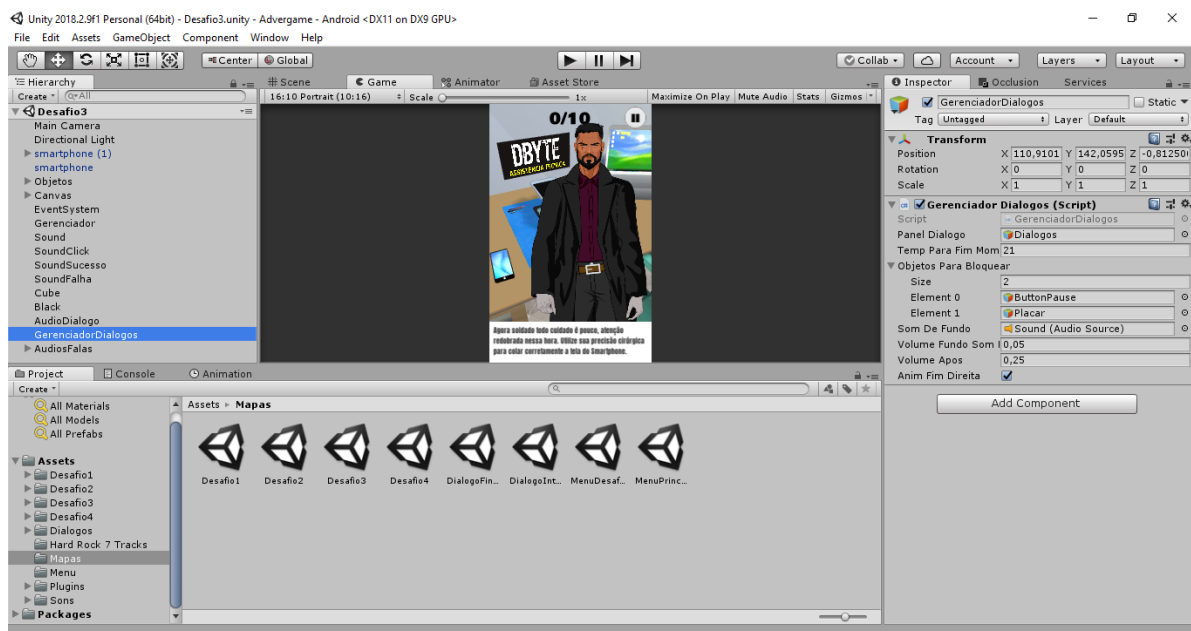 Unity 2018.2.9f1 Personal (64bit) - Desafio3.unity - Advergame - Android <DX11 on DX9 GPU>
File Edit Assets GameObject Component Window Help
Center Global Collab Account Layers Layout
Hierarchy
Create All
Desafio3
Main Camera
Directional Light
smartphone (1)
smartphone
Objetos
Canvas
EventSystem
Gerenciador
Sound
SoundClick
SoundSucesso
SoundFalha
Cube
Black
AudioDialogo
GerenciadorDialogos
AudiosFalas
Scene Game Animator Asset Store
16:10 Portrait (10:16) Scale 1x Maximize On Play Mute Audio Stats Gizmos
0/10
DBYTE
ASSISTÊNCIA TÉCNICA
Agora soldado todo cuidado é pouco, atenção
redobrada nessa hora. Utilize sua precisão cirúrgica
para colar corretamente a tela do Smartphone.
Inspector Occlusion Services
GerenciadorDialogos Static
Tag Untagged Layer Default
Transform
Position X 110,9101 Y 142,0595 Z -0,81250
Rotation X 0 Y 0 Z 0
Scale X 1 Y 1 Z 1
Gerenciador Dialogos (Script)
Script GerenciadorDialogos
Panel Dialogo Dialogos
Temp Para Fim Mom 21
Objetos Para Bloquear
Size 2
Element 0 ButtonPause
Element 1 Placar
Som De Fundo Sound (Audio Source)
Volume Fundo Som 0,05
Volume Apos 0,25
Anim Fim Direita
Add Component
Project Console Animation
Create
All Materials
All Models
All Prefabs
Assets
Desafio1
Desafio2
Desafio3
Desafio4
Dialogos
Hard Rock 7 Tracks
Mapas
Menu
Plugins
Sons
Packages
Assets Mapas
Desafio1 Desafio2 Desafio3 Desafio4 DialogoFin... DialogoInt... MenuDesaf... MenuPrinc...